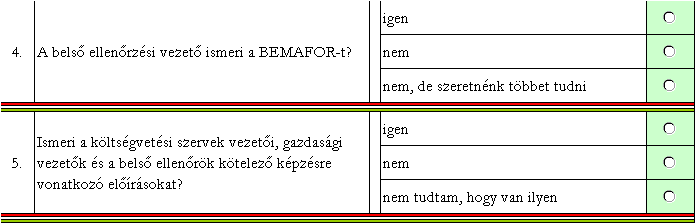 4. A belső ellenőrzési vezető ismeri a BEMAFOR-t?
igen
nem
nem, de szeretnénk többet tudni
5. Ismeri a költségvetési szervek vezetői, gazdasági
vezetők és a belső ellenőrök kötelező képzésre
vonatkozó előírásokat?
igen
nem
nem tudtam, hogy van ilyen